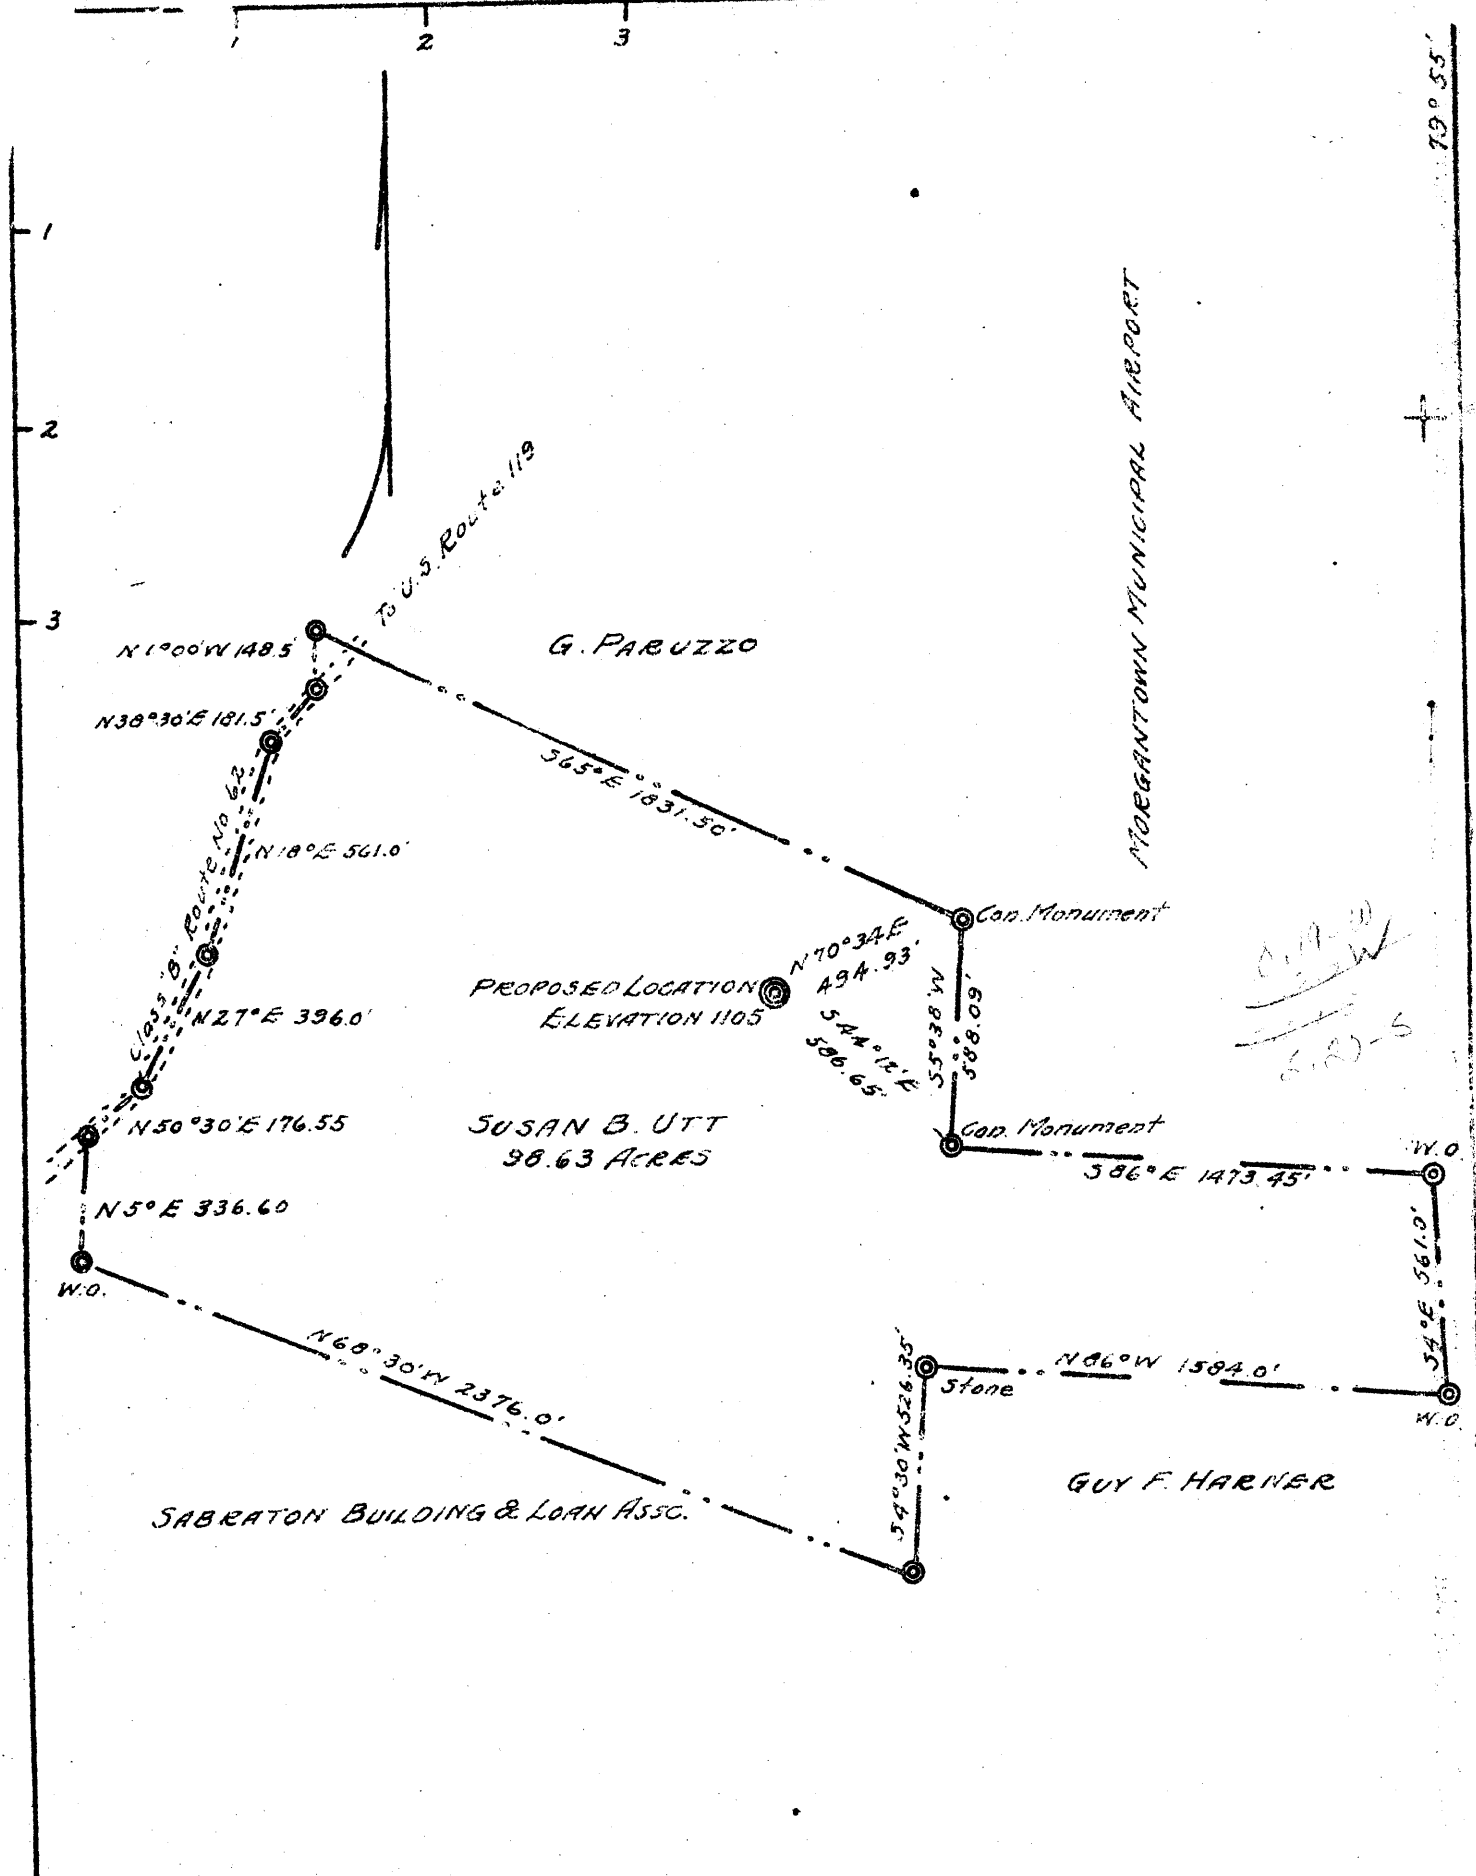 1
2
3
79° 55'
1
2
3
To U.S. Route 119
MORGANTOWN MUNICIPAL AIRPORT
N 1°00'W 148.5'
G. PARUZZO
N38°30'E 181.5'
S65°E 1831.50'
Class "B" Route No 62
N18°E 561.0'
Con. Monument
N70°34E
494.93'
PROPOSED LOCATION
ELEVATION 1105
S44°12'E
586.65'
S5°38'W
588.09'
N27°E 396.0'
N50°30'E 176.55
SUSAN B. UTT
98.63 ACRES
Con. Monument
S86°E 1473.45'
W.O.
N5°E 336.60
W.O.
S4°E 561.0'
N68°30'W 2376.0'
S4°30'W 526.35'
N86°W 1584.0'
Stone
W.O.
GUY F. HARNER
SABRATON BUILDING & LOAN ASSC.